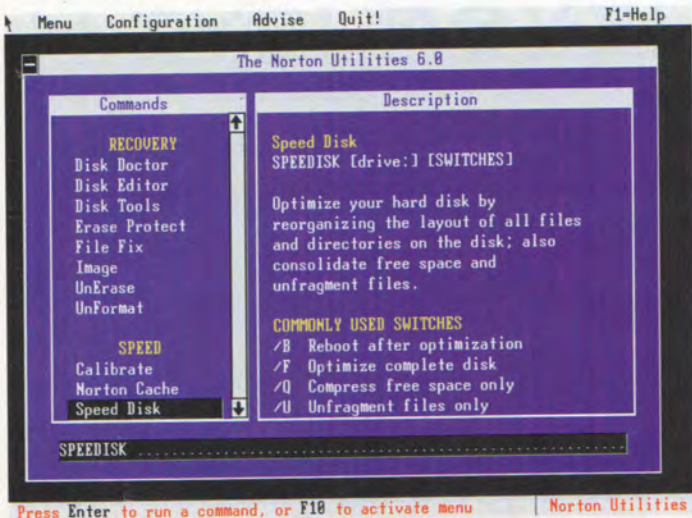 Menu Configuration Advise Quit! F1=Help
The Norton Utilities 6.0
Commands
RECOVERY
Disk Doctor
Disk Editor
Disk Tools
Erase Protect
File Fix
Image
UnErase
UnFormat
SPEED
Calibrate
Norton Cache
Speed Disk
Description
Speed Disk
SPEEDISK [drive:] [SWITCHES]
Optimize your hard disk by
reorganizing the layout of all files
and directories on the disk; also
consolidate free space and
unfragment files.
COMMONLY USED SWITCHES
/B Reboot after optimization
/F Optimize complete disk
/Q Compress free space only
/U Unfragment files only
SPEEDISK ............................................................
Press Enter to run a command, or F10 to activate menu Norton Utilities